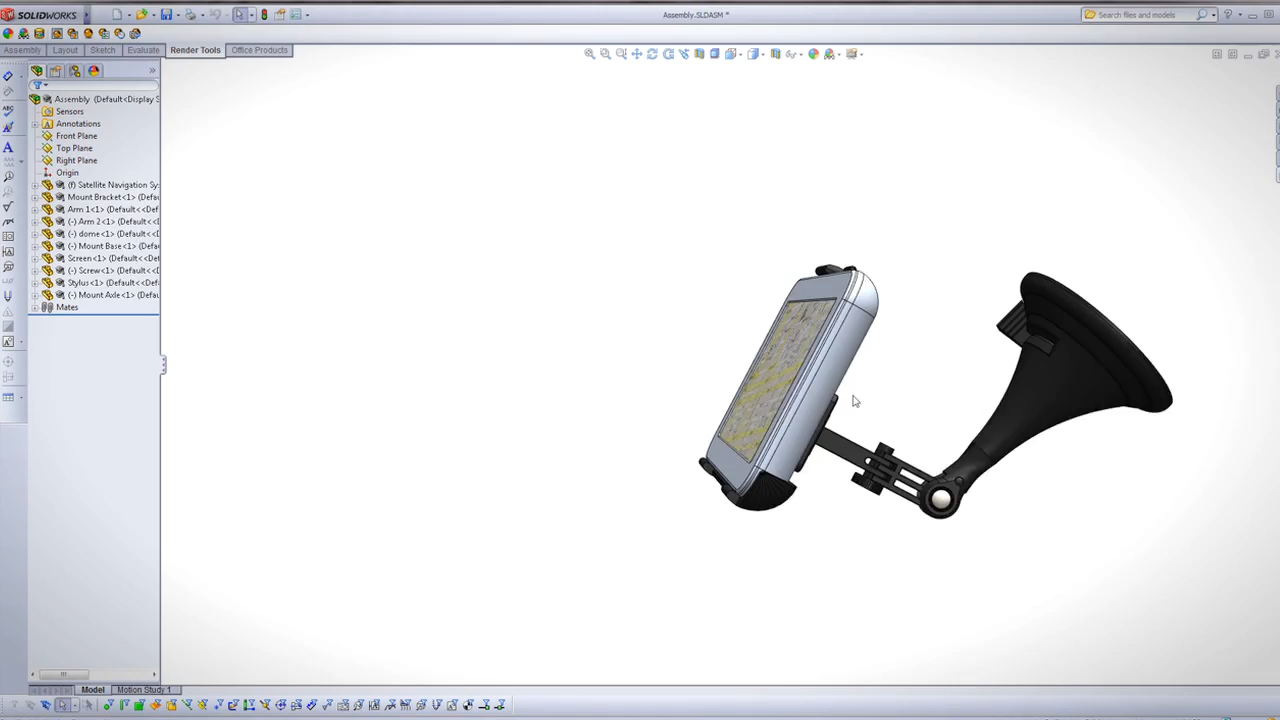 SOLIDWORKS
Assembly.SLDASM *
Search files and models
Assembly
Layout
Sketch
Evaluate
Render Tools
Office Products
Assembly (Default<Display S
Sensors
Annotations
Front Plane
Top Plane
Right Plane
Origin
(f) Satellite Navigation Sy
Mount Bracket<1> (Defau
Arm 1<1> (Default<<Def
(-) Arm 2<1> (Default<<D
(-) dome<1> (Default<<D
(-) Mount Base<1> (Defau
Screen<1> (Default<<Def
(-) Screw<1> (Default<<D
Stylus<1> (Default<<Def
(-) Mount Axle<1> (Defau
Mates
Model
Motion Study 1